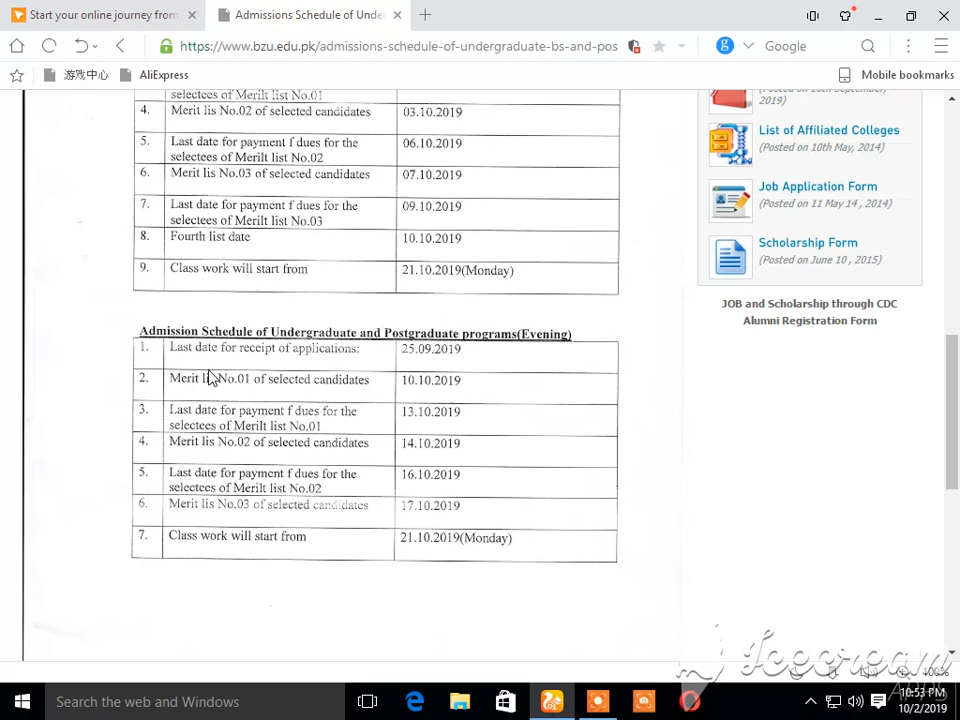 Start your online journey from
Admissions Schedule of Unde
https://www.bzu.edu.pk/admissions-schedule-of-undergraduate-bs-and-pos
Google
游戏中心
AliExpress
Mobile bookmarks
selectees of Merilt list No.01
4. Merit lis No.02 of selected candidates 03.10.2019
5. Last date for payment f dues for the
selectees of Merilt list No.02 06.10.2019
6. Merit lis No.03 of selected candidates 07.10.2019
7. Last date for payment f dues for the
selectees of Merilt list No.03 09.10.2019
8. Fourth list date 10.10.2019
9. Class work will start from 21.10.2019(Monday)
Admission Schedule of Undergraduate and Postgraduate programs(Evening)
1. Last date for receipt of applications: 25.09.2019
2. Merit li No.01 of selected candidates 10.10.2019
3. Last date for payment f dues for the
selectees of Merilt list No.01 13.10.2019
4. Merit lis No.02 of selected candidates 14.10.2019
5. Last date for payment f dues for the
selectees of Merilt list No.02 16.10.2019
6. Merit lis No.03 of selected candidates 17.10.2019
7. Class work will start from 21.10.2019(Monday)
2019)
List of Affiliated Colleges
(Posted on 10th May, 2014)
Job Application Form
(Posted on 11 May 14 , 2014)
Scholarship Form
(Posted on June 10 , 2015)
JOB and Scholarship through CDC
Alumni Registration Form
Icecream
Apps
100%
Search the web and Windows
10:53 PM
10/2/2019